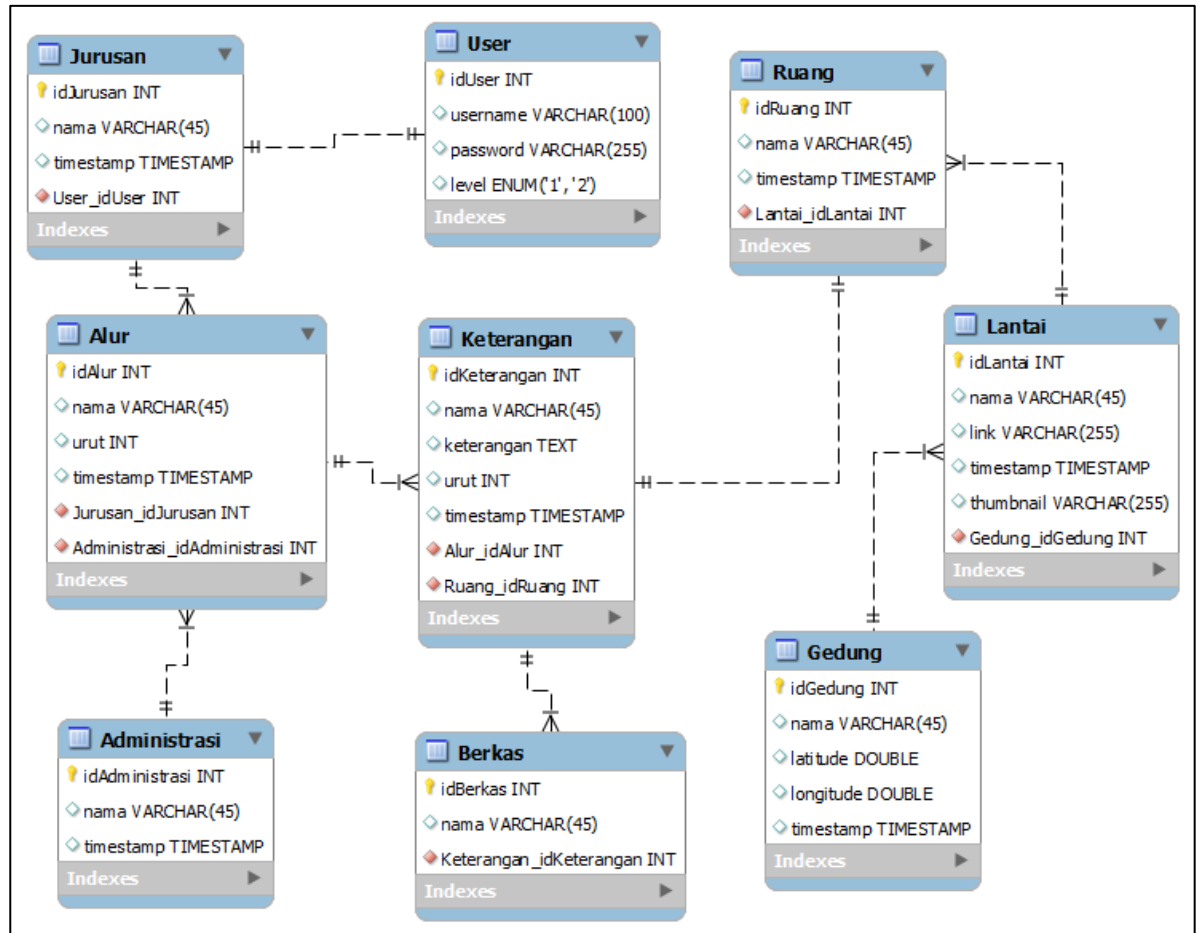 Jurusan
idJurusan INT
nama VARCHAR(45)
timestamp TIMESTAMP
User_idUser INT
Indexes
User
idUser INT
username VARCHAR(100)
password VARCHAR(255)
level ENUM('1', '2')
Indexes
Ruang
idRuang INT
nama VARCHAR(45)
timestamp TIMESTAMP
Lantai_idLantai INT
Indexes
Alur
idAlur INT
nama VARCHAR(45)
urut INT
timestamp TIMESTAMP
Jurusan_idJurusan INT
Administrasi_idAdministrasi INT
Indexes
Keterangan
idKeterangan INT
nama VARCHAR(45)
keterangan TEXT
urut INT
timestamp TIMESTAMP
Alur_idAlur INT
Ruang_idRuang INT
Indexes
Lantai
idLantai INT
nama VARCHAR(45)
link VARCHAR(255)
timestamp TIMESTAMP
thumbnail VARCHAR(255)
Gedung_idGedung INT
Indexes
Administrasi
idAdministrasi INT
nama VARCHAR(45)
timestamp TIMESTAMP
Indexes
Berkas
idBerkas INT
nama VARCHAR(45)
Keterangan_idKeterangan INT
Indexes
Gedung
idGedung INT
nama VARCHAR(45)
latitude DOUBLE
longitude DOUBLE
timestamp TIMESTAMP
Indexes